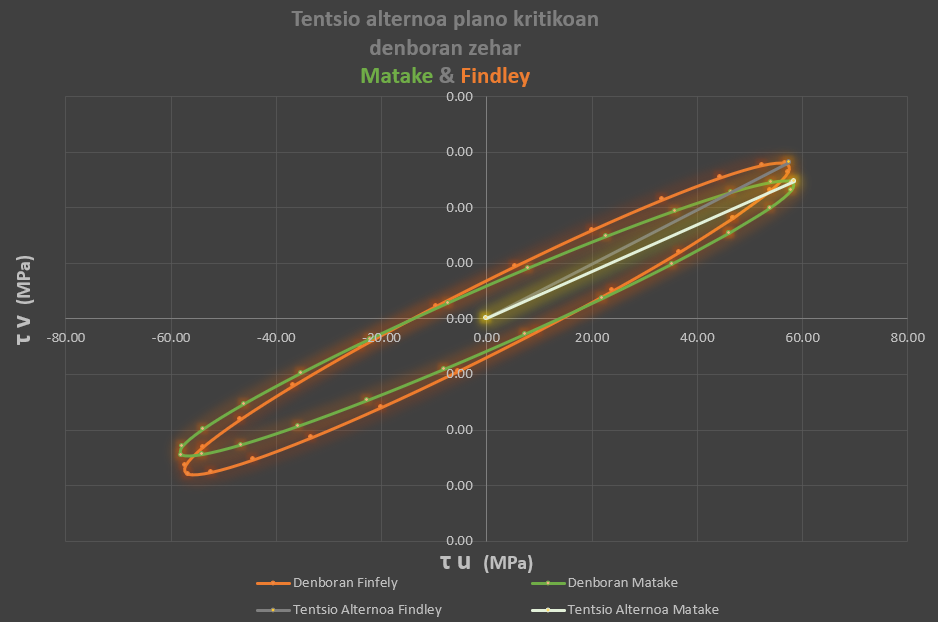 Tentsio alternoa plano kritikoan
denboran zehar
Matake & Findley
0.00
0.00
0.00
0.00
0.00
-80.00 -60.00 -40.00 -20.00 0.00 20.00 40.00 60.00 80.00
0.00
0.00
0.00
0.00
τ v (MPa)
τ u (MPa)
Denboran Finfely
Denboran Matake
Tentsio Alternoa Findley
Tentsio Alternoa Matake